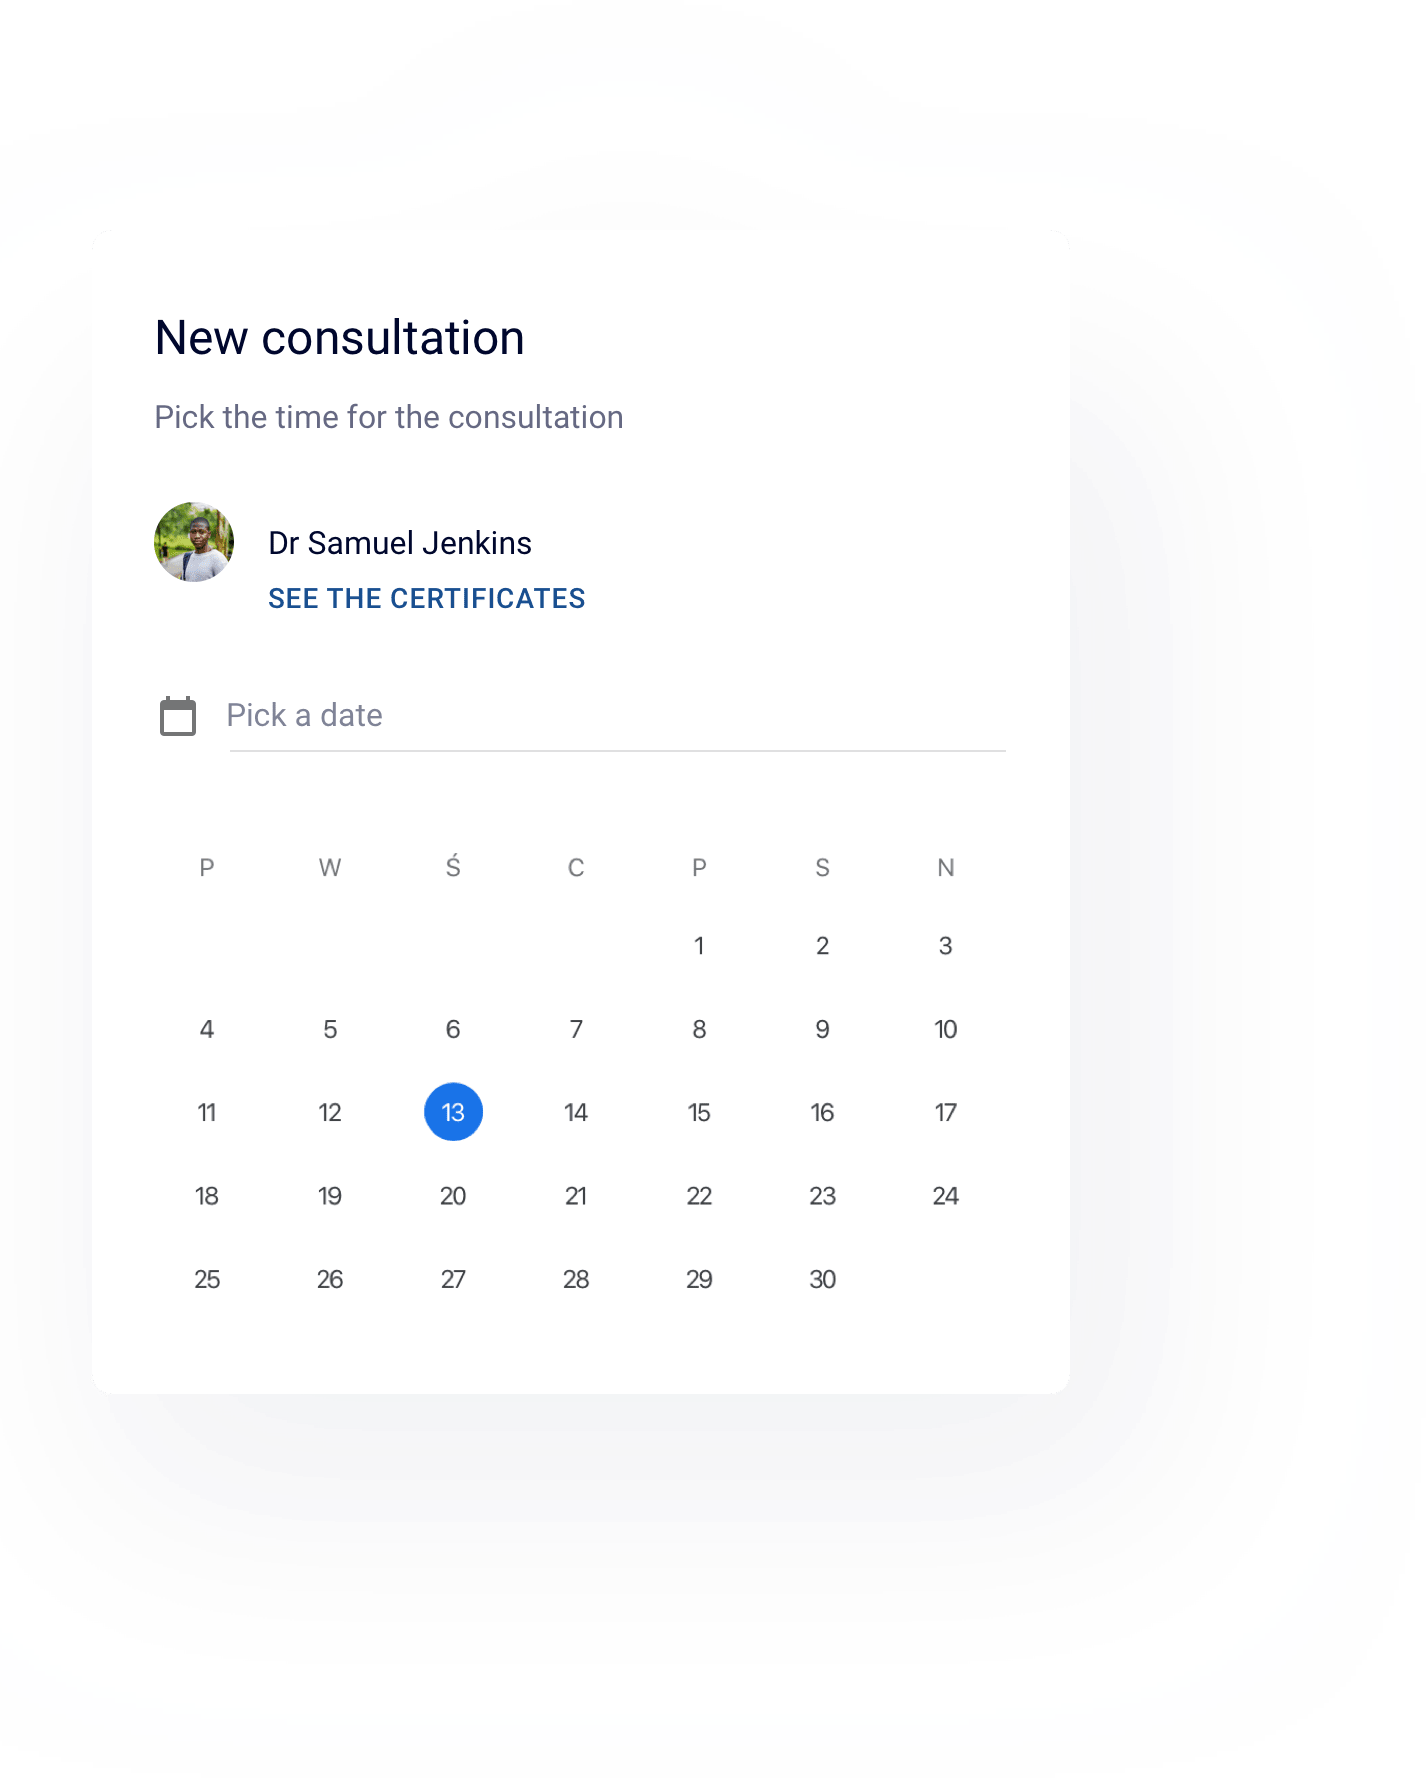 New consultation
Pick the time for the consultation
Dr Samuel Jenkins
SEE THE CERTIFICATES
Pick a date
P W Ś C P S N
1 2 3
4 5 6 7 8 9 10
11 12 13 14 15 16 17
18 19 20 21 22 23 24
25 26 27 28 29 30